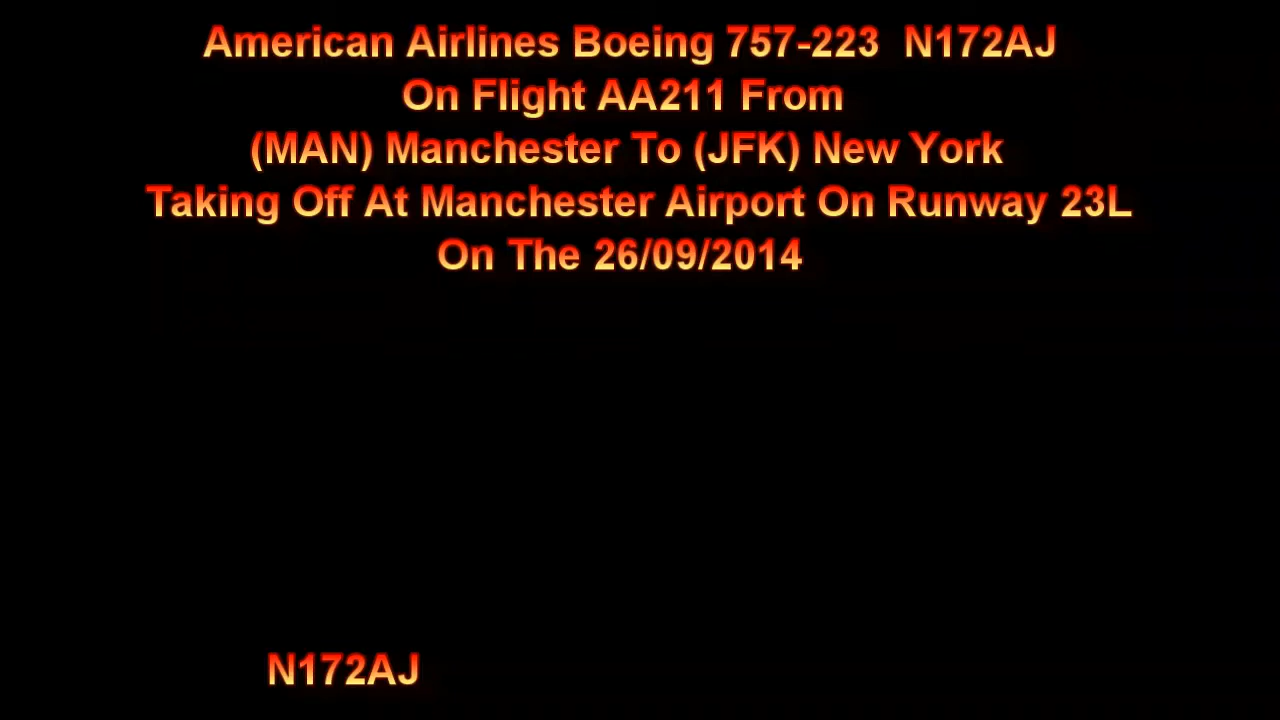 American Airlines Boeing 757-223  N172AJ
On Flight AA211 From
(MAN) Manchester To (JFK) New York
Taking Off At Manchester Airport On Runway 23L
On The 26/09/2014
N172AJ